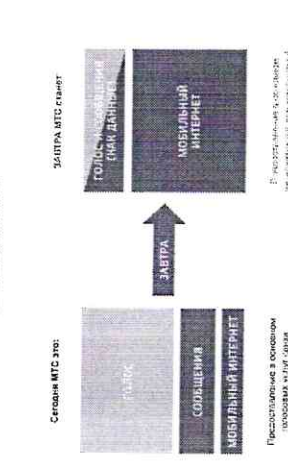 Сегодня МТС это:
ГОЛОС
СООБЩЕНИЯ
МОБИЛЬНЫЙ ИНТЕРНЕТ
Предоставление в основном
голосовых услуг связи
ЗАВТРА
ЗАВТРА МТС станет
ГОЛОС И СООБЩЕНИЯ
(КАК ДАННЫЕ)
МОБИЛЬНЫЙ
ИНТЕРНЕТ